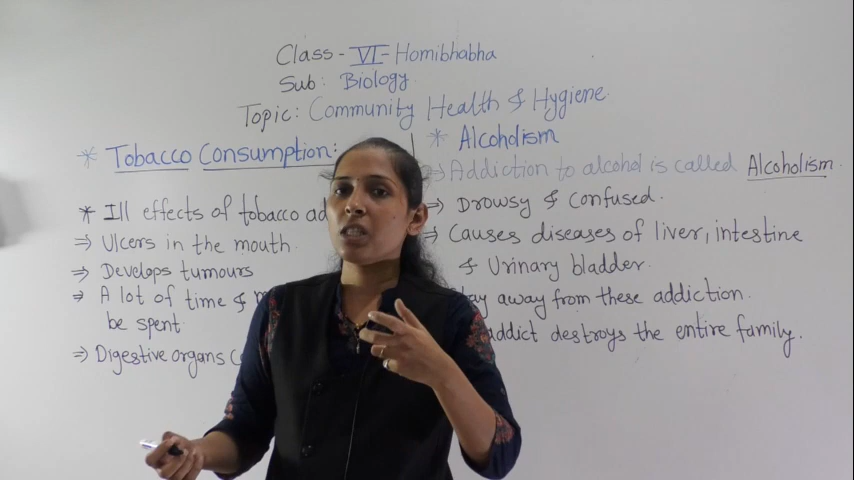 Class - VI - Homibhabha
Sub: Biology.
Topic: Community Health & Hygiene.
* Tobacco Consumption:
* Ill effects of tobacco ad
⇒ Ulcers in the mouth.
⇒ Develops tumours
⇒ A lot of time &
be spent.
⇒ Digestive organs
* Alcoholism
⇒ Addiction to alcohol is called Alcoholism.
⇒ Drowsy & Confused.
⇒ Causes diseases of liver, intestine
& Urinary bladder.
away from these addiction.
addict destroys the entire family.